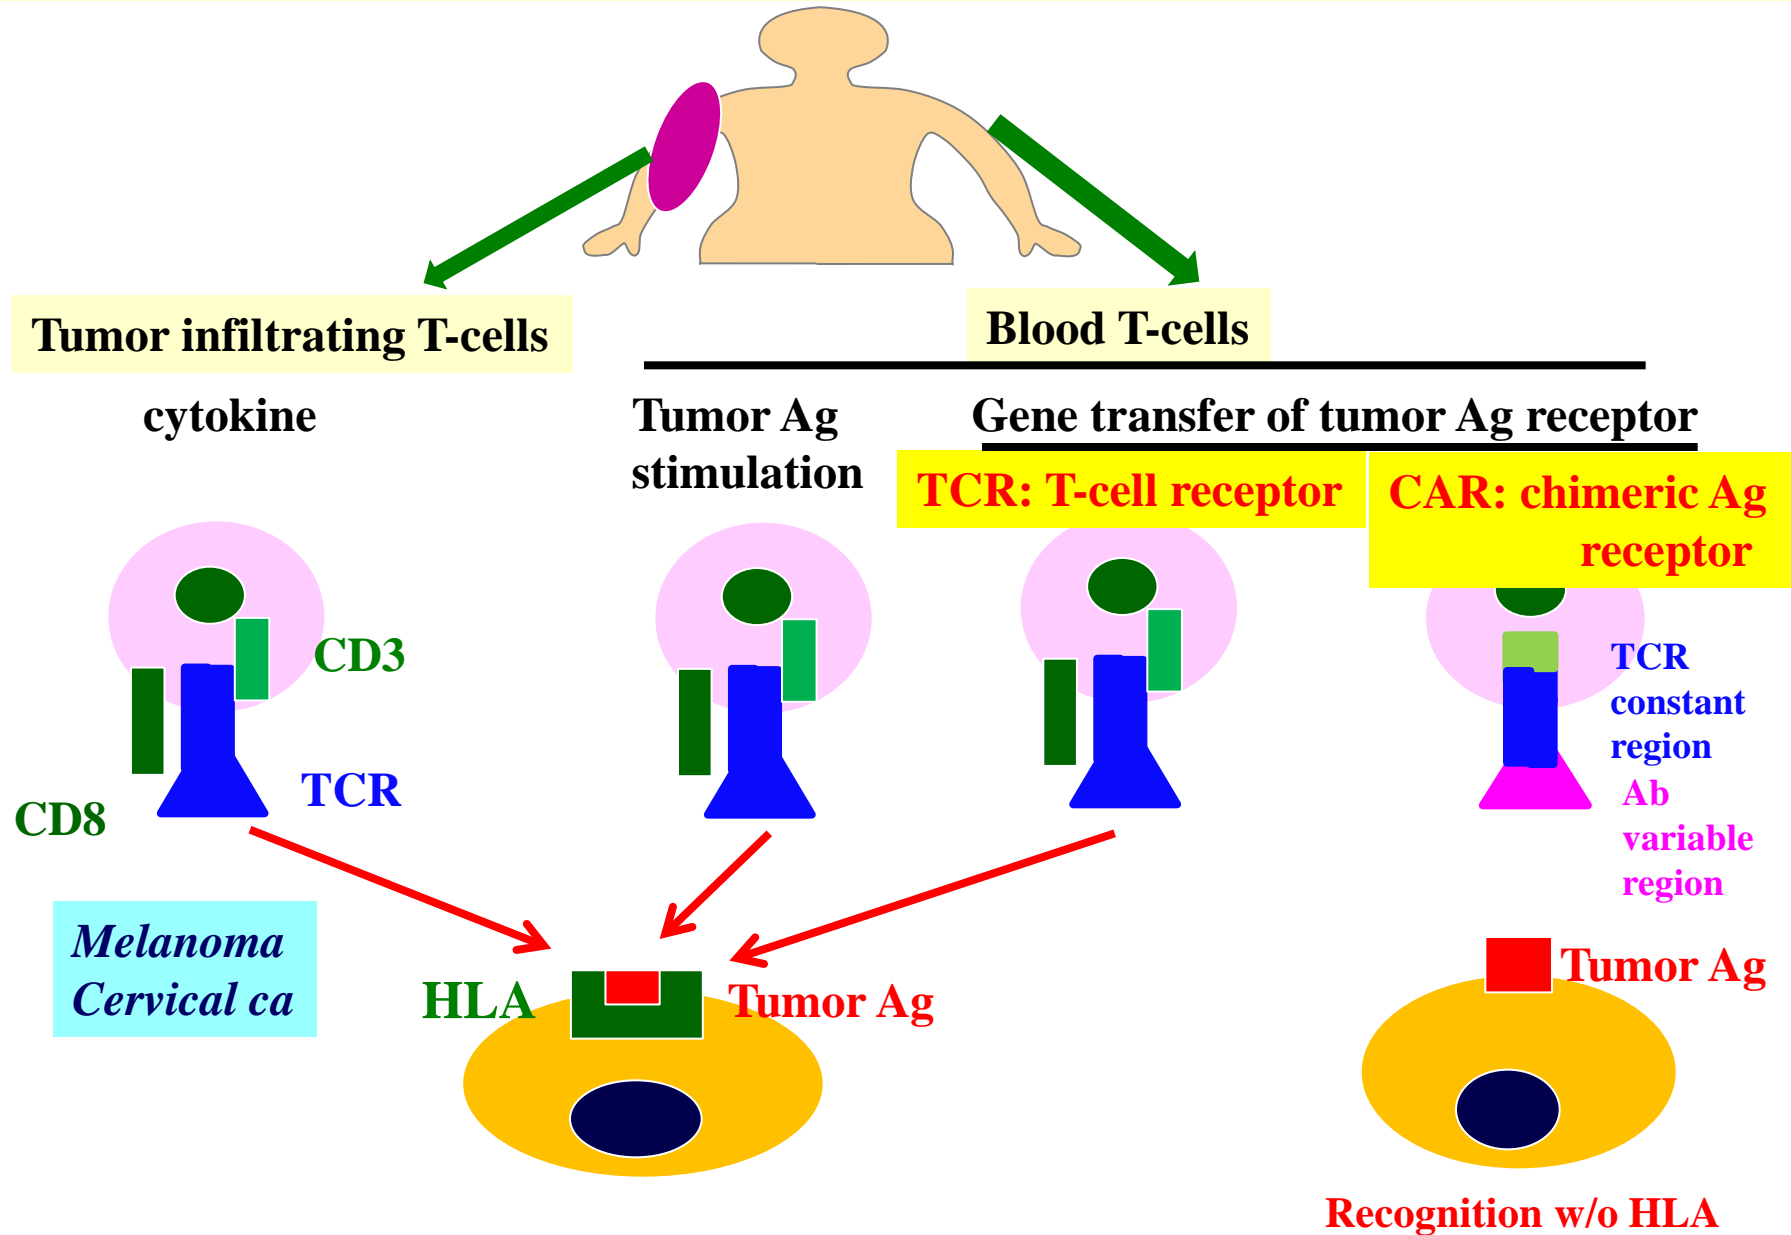 Tumor infiltrating T-cells
Blood T-cells
cytokine
Tumor Ag
stimulation
Gene transfer of tumor Ag receptor
TCR: T-cell receptor
CAR: chimeric Ag
receptor
CD3
TCR
CD8
TCR
constant
region
Ab
variable
region
Melanoma
Cervical ca
HLA
Tumor Ag
Tumor Ag
Recognition w/o HLA